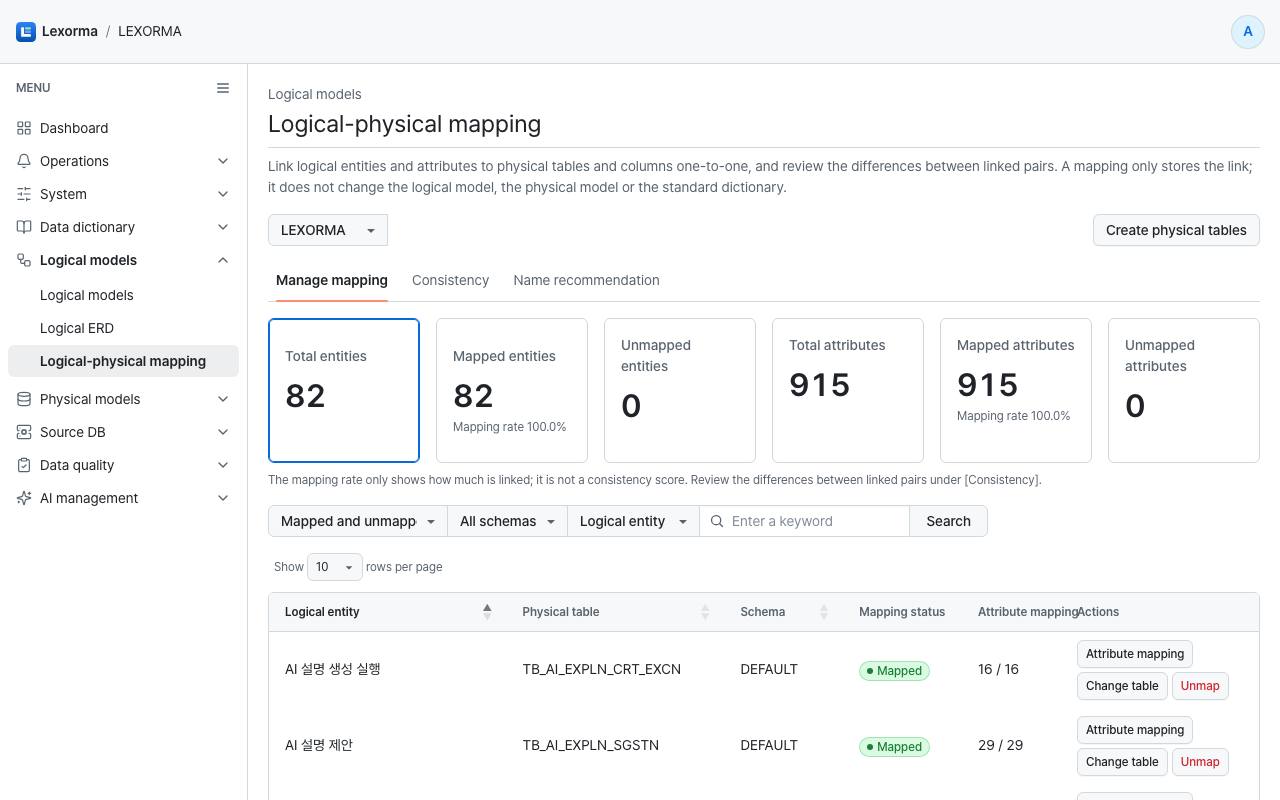 Lexorma / LEXORMA
A
MENU
Dashboard
Operations
System
Data dictionary
Logical models
Logical models
Logical ERD
Logical-physical mapping
Physical models
Source DB
Data quality
AI management
Logical models
Logical-physical mapping
Link logical entities and attributes to physical tables and columns one-to-one, and review the differences between linked pairs. A mapping only stores the link;
it does not change the logical model, the physical model or the standard dictionary.
LEXORMA
Create physical tables
Manage mapping Consistency Name recommendation
Total entities
82
Mapped entities
82
Mapping rate 100.0%
Unmapped
entities
0
Total attributes
915
Mapped attributes
915
Mapping rate 100.0%
Unmapped
attributes
0
The mapping rate only shows how much is linked; it is not a consistency score. Review the differences between linked pairs under [Consistency].
Mapped and unmapp All schemas Logical entity Enter a keyword Search
Show 10 rows per page
Logical entity Physical table Schema Mapping status Attribute mapping Actions
AI 설명 생성 실행 TB_AI_EXPLN_CRT_EXCN DEFAULT Mapped 16 / 16
Attribute mapping
Change table Unmap
AI 설명 제안 TB_AI_EXPLN_SGSTN DEFAULT Mapped 29 / 29
Attribute mapping
Change table Unmap